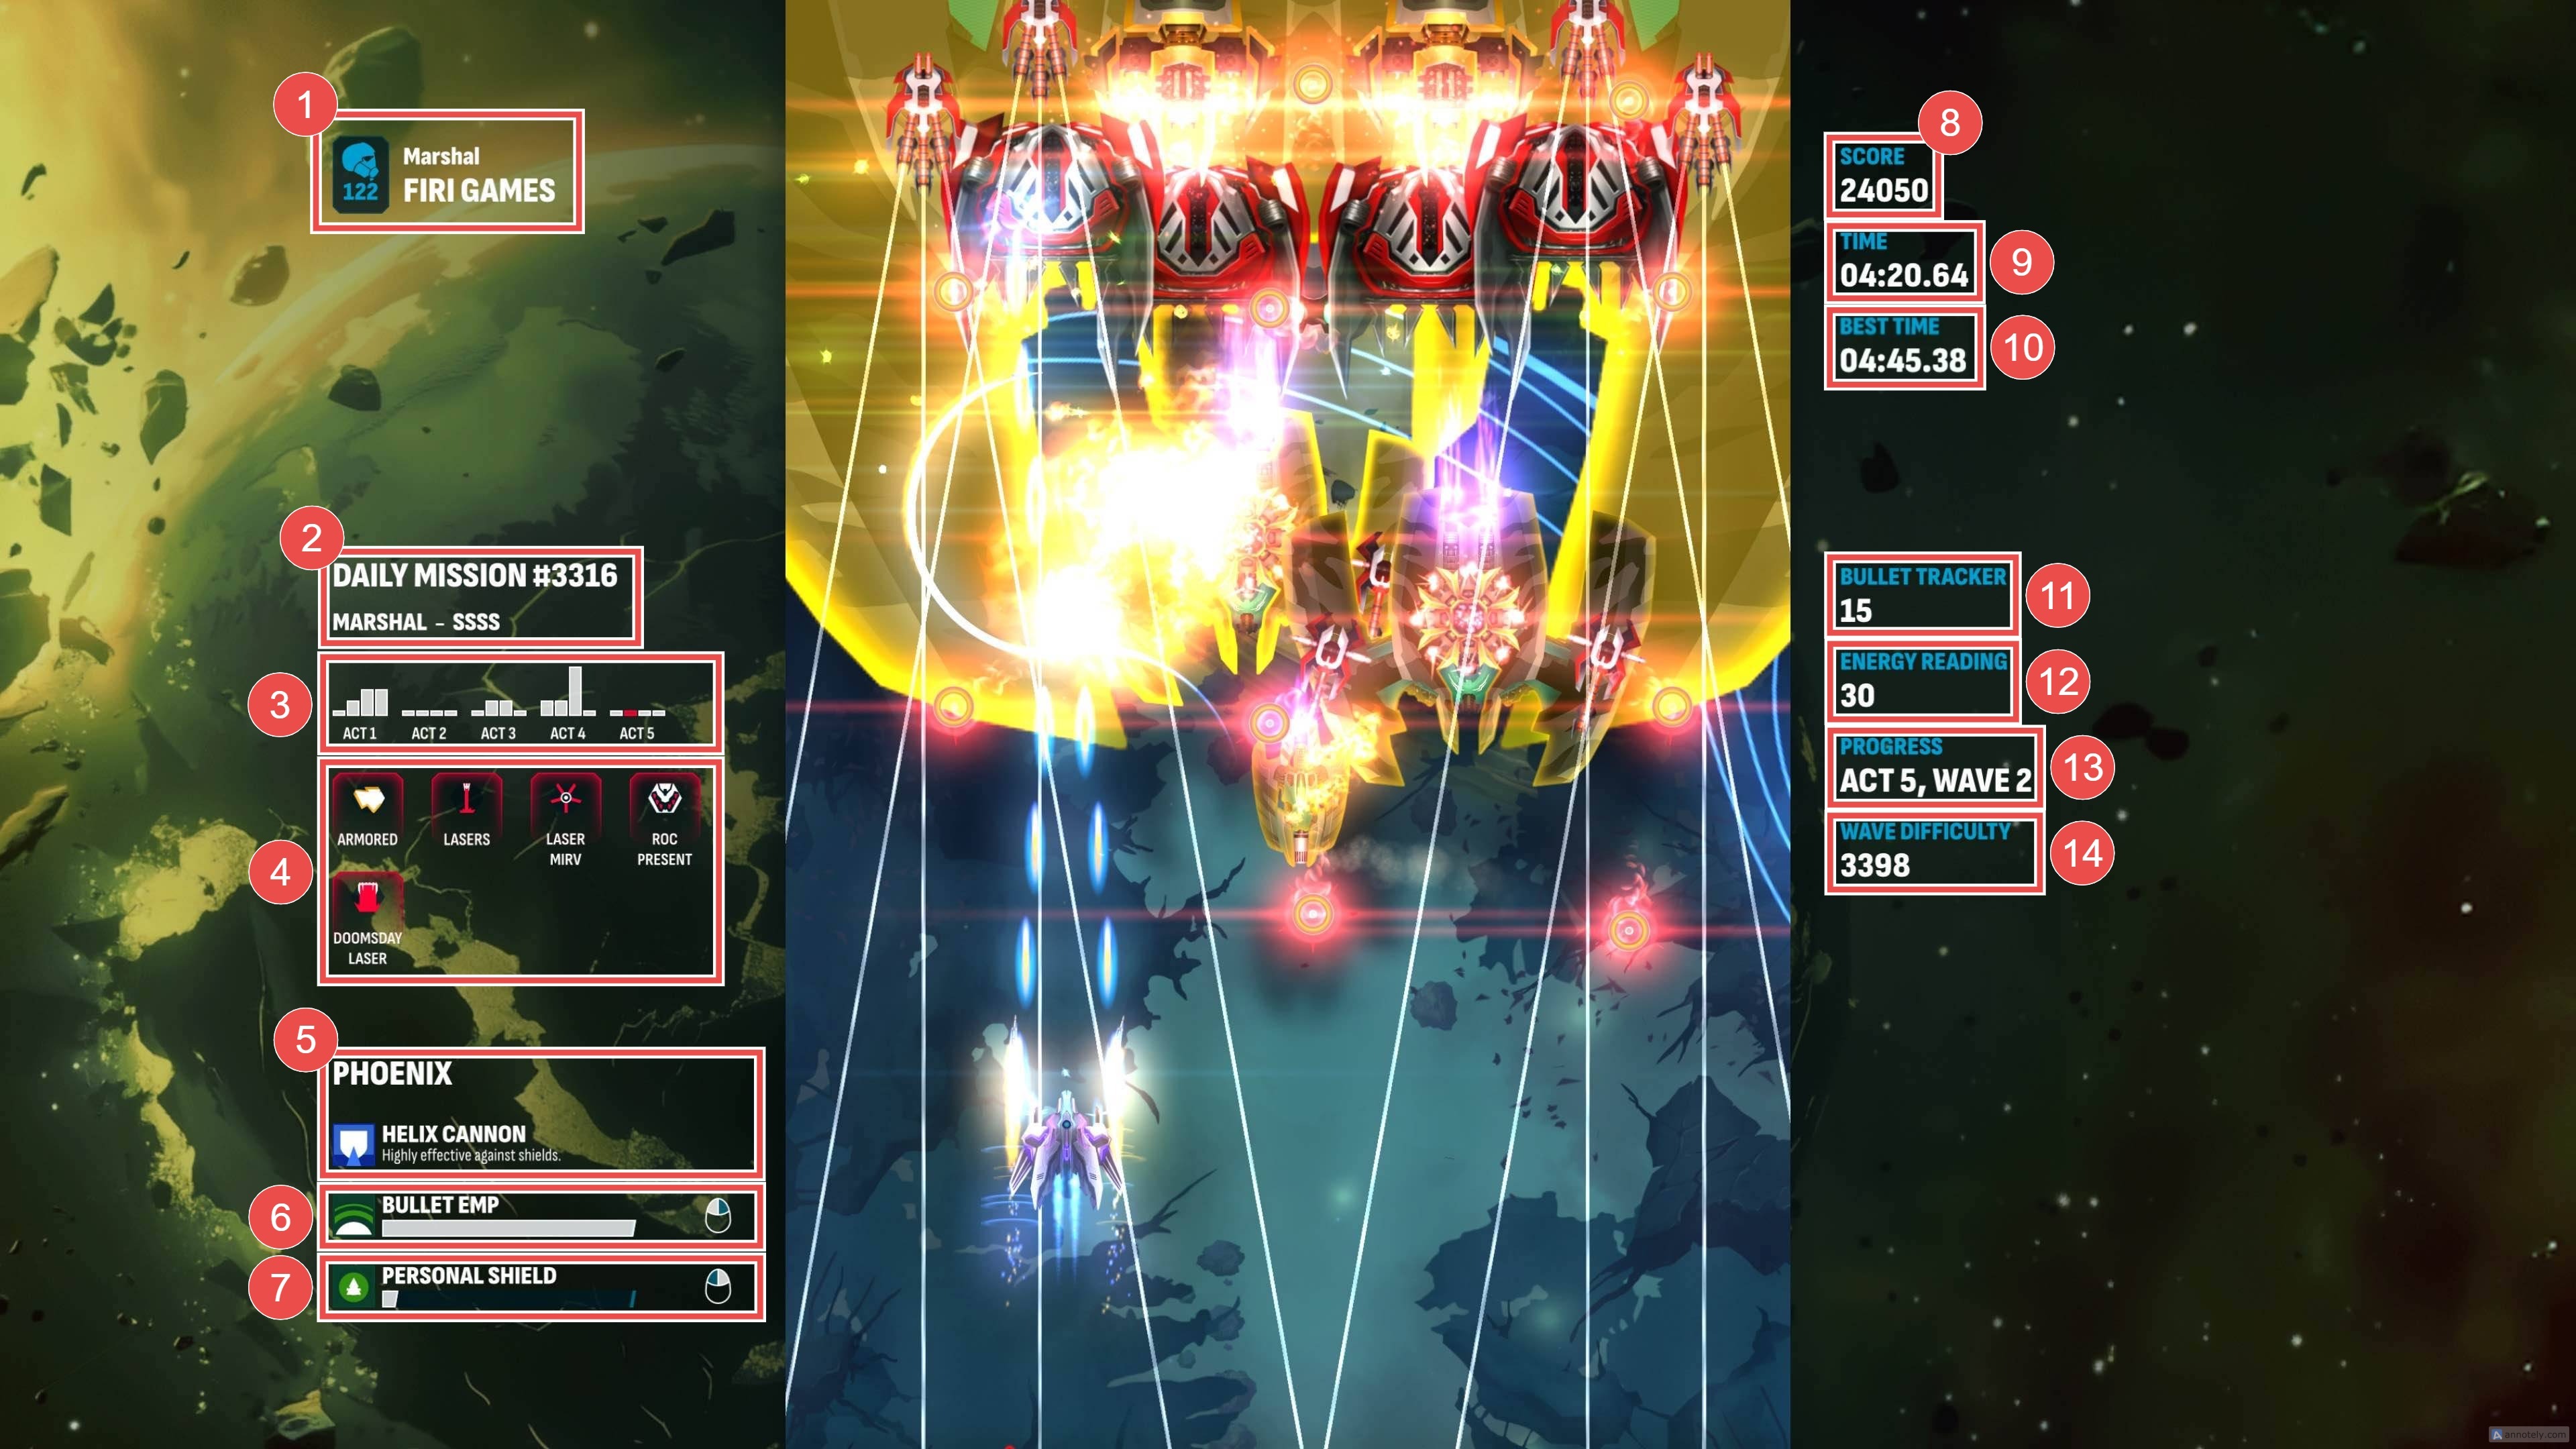 1
Marshal
122
FIRI GAMES
2
DAILY MISSION #3316
MARSHAL - SSSS
3
ACT 1 ACT 2 ACT 3 ACT 4 ACT 5
4
ARMORED
LASERS
LASER
MIRV
ROC
PRESENT
DOOMSDAY
LASER
5
PHOENIX
HELIX CANNON
Highly effective against shields.
6
BULLET EMP
7
PERSONAL SHIELD
8
SCORE
24050
TIME
04:20.64
9
BEST TIME
04:45.38
10
BULLET TRACKER
15
11
ENERGY READING
30
12
PROGRESS
ACT 5, WAVE 2
13
WAVE DIFFICULTY
3398
14
annotely.com